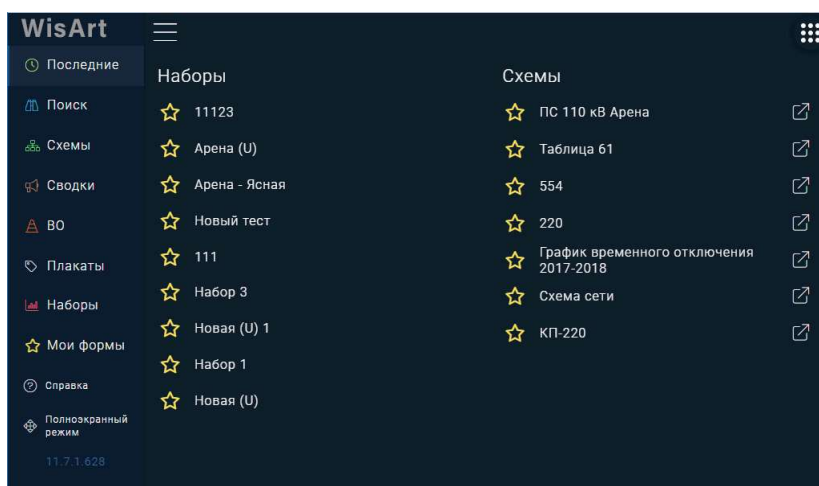 WisArt
Последние
Поиск
Схемы
Сводки
ВО
Плакаты
Наборы
Мои формы
Справка
Полноэкранный
режим
11.7.1.628
Наборы
11123
Арена (U)
Арена - Ясная
Новый тест
111
Набор 3
Новая (U) 1
Набор 1
Новая (U)
Схемы
ПС 110 кВ Арена
Таблица 61
554
220
График временного отключения
2017-2018
Схема сети
КП-220